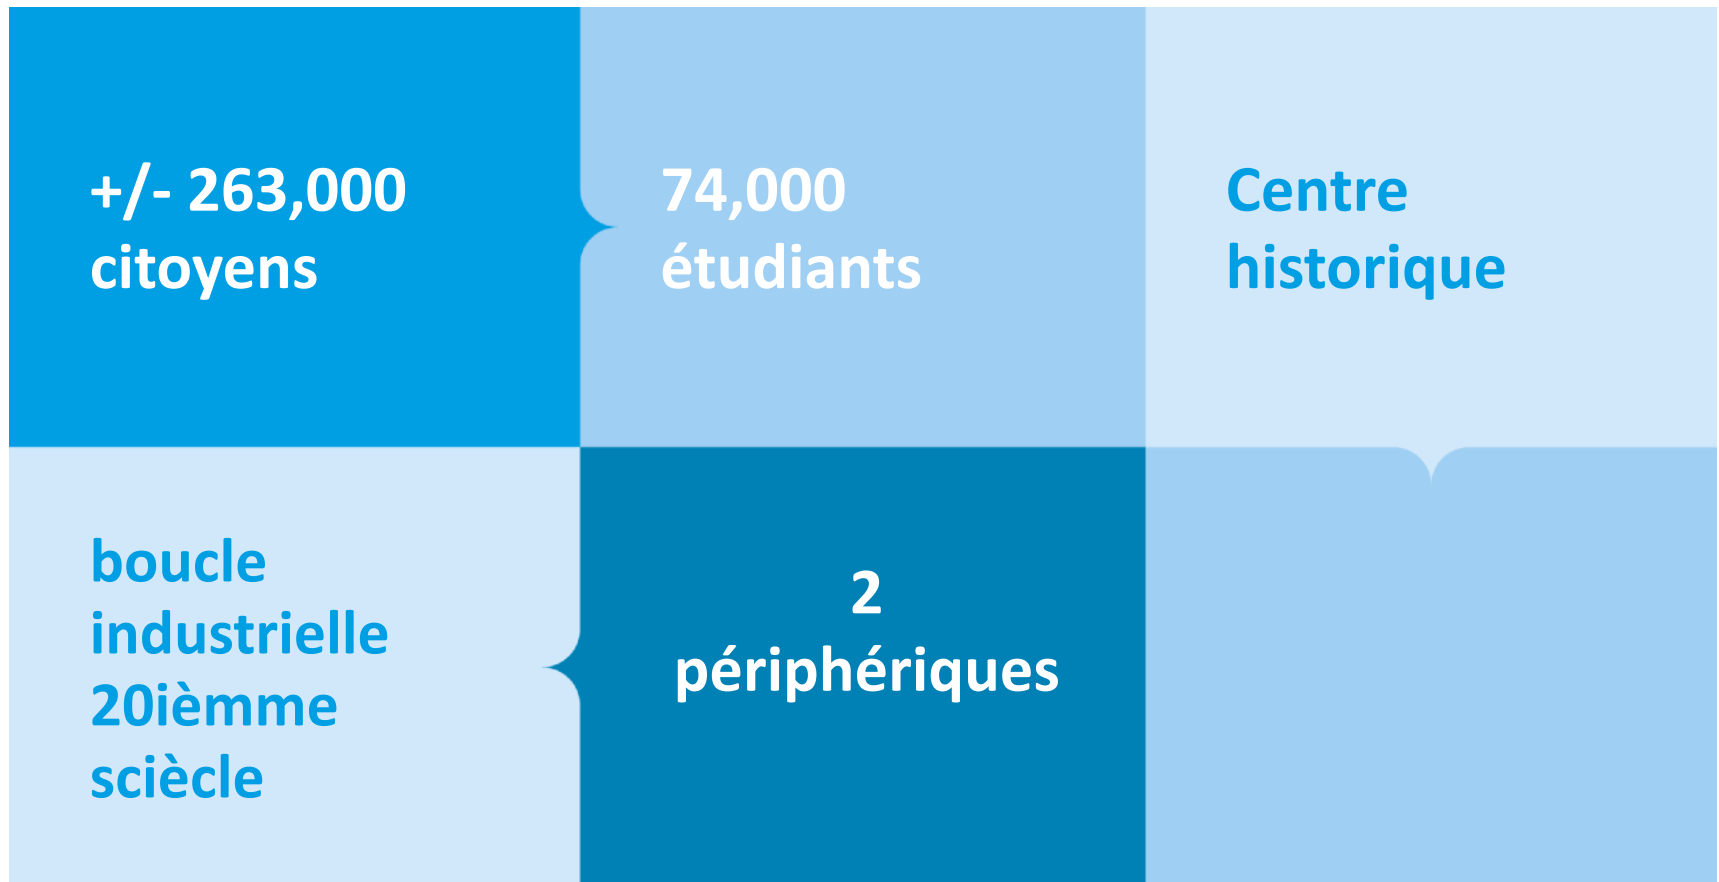 +/- 263,000
citoyens
74,000
étudiants
Centre
historique
boucle
industrielle
20ièmme
sciècle
2
périphériques